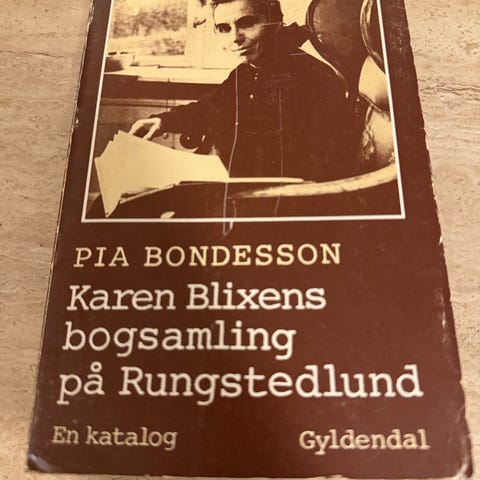 PIA BONDESSON
Karen Blixens
bogsamling
på Rungstedlund
En katalog Gyldendal